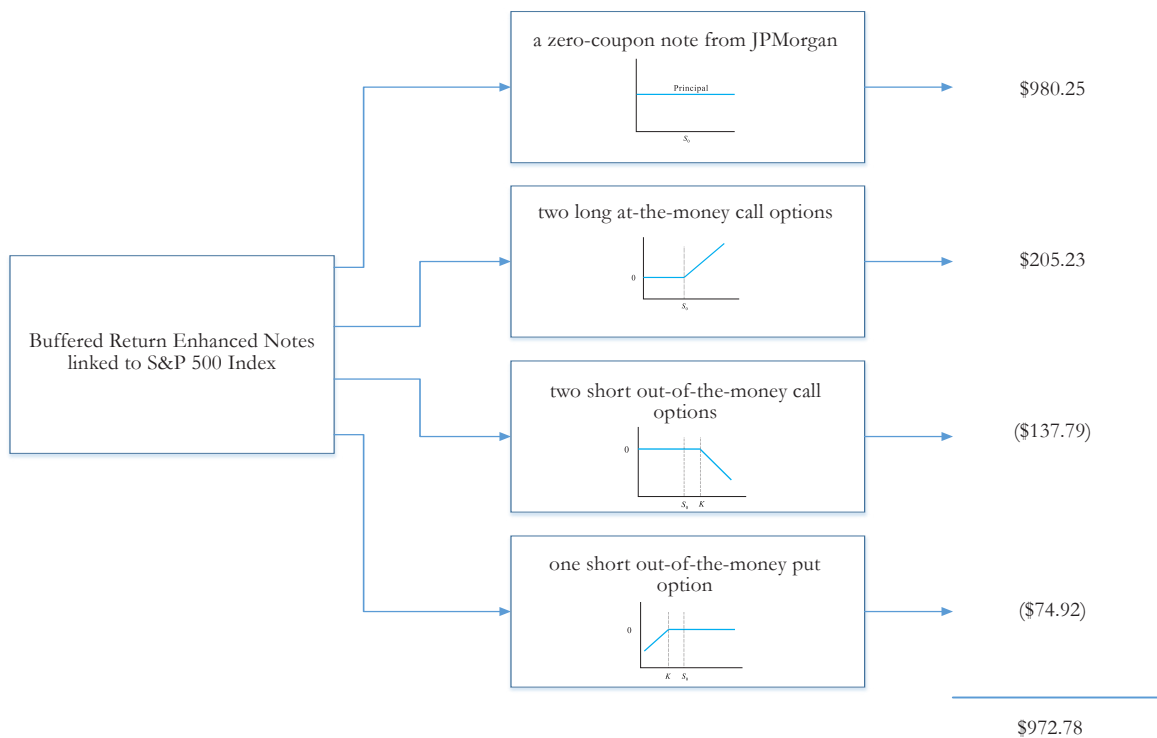 a zero-coupon note from JPMorgan
Principal
S₀
$980.25
two long at-the-money call options
0
S₀
$205.23
Buffered Return Enhanced Notes
linked to S&P 500 Index
two short out-of-the-money call
options
0
S₀ K
($137.79)
one short out-of-the-money put
option
0
K S₀
($74.92)
$972.78